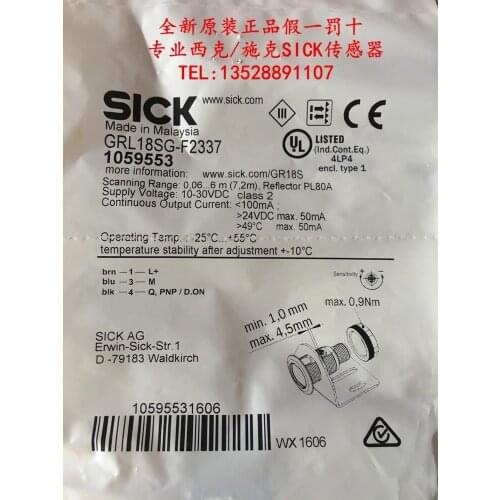 全新原装正品假一罚十
专业西克/施克SICK传感器
TEL:13528891107
SICK
www.sick.com
Made in Malaysia
GRL18SG-F2337
1059553
more information: www.sick.com/GR18S
Scanning Range: 0,06...6 m (7,2m), Reflector PL80A
Supply Voltage: 10-30VDC class 2
Continuous Output Current: <100mA;
>24VDC max. 50mA
>49°C max. 50mA
Operating Temp.: -25°C...+55°C
temperature stability after adjustment +-10°C
III
UL LISTED
(Ind.Cont.Eq.)
4LP4
encl. type 1
brn - 1 - L+
blu - 3 - M
blk - 4 - Q, PNP / D.ON
Sensitivity
max. 0,9Nm
min. 1,0 mm
max. 4,5mm
SICK AG
Erwin-Sick-Str.1
D -79183 Waldkirch
10595531606
WX 1606